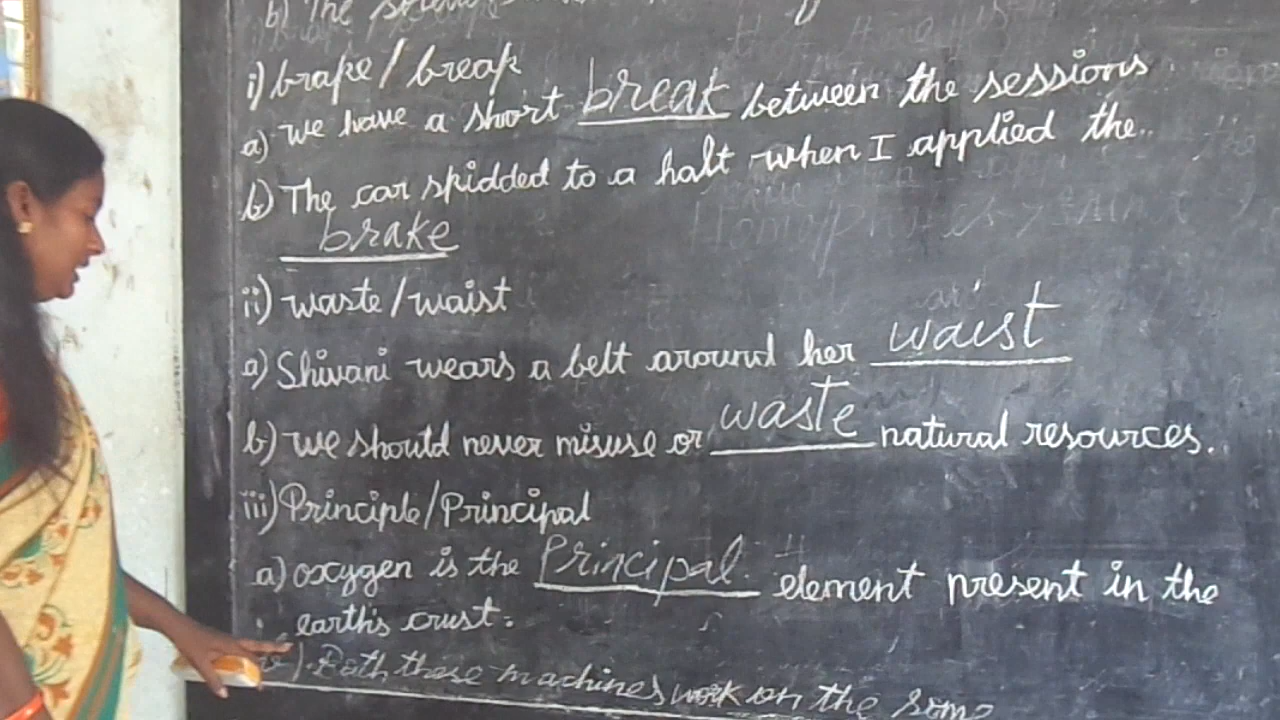 b) The
i) brake/break
a) we have a short break between the sessions
b) The car skidded to a halt when I applied the..
brake
ii) waste/waist
a) Shivani wears a belt around her waist
b) we should never misuse or waste natural resources.
iii) Principle/Principal
a) oxygen is the Principal element present in the
earth's crust.
Both these machines work on the same